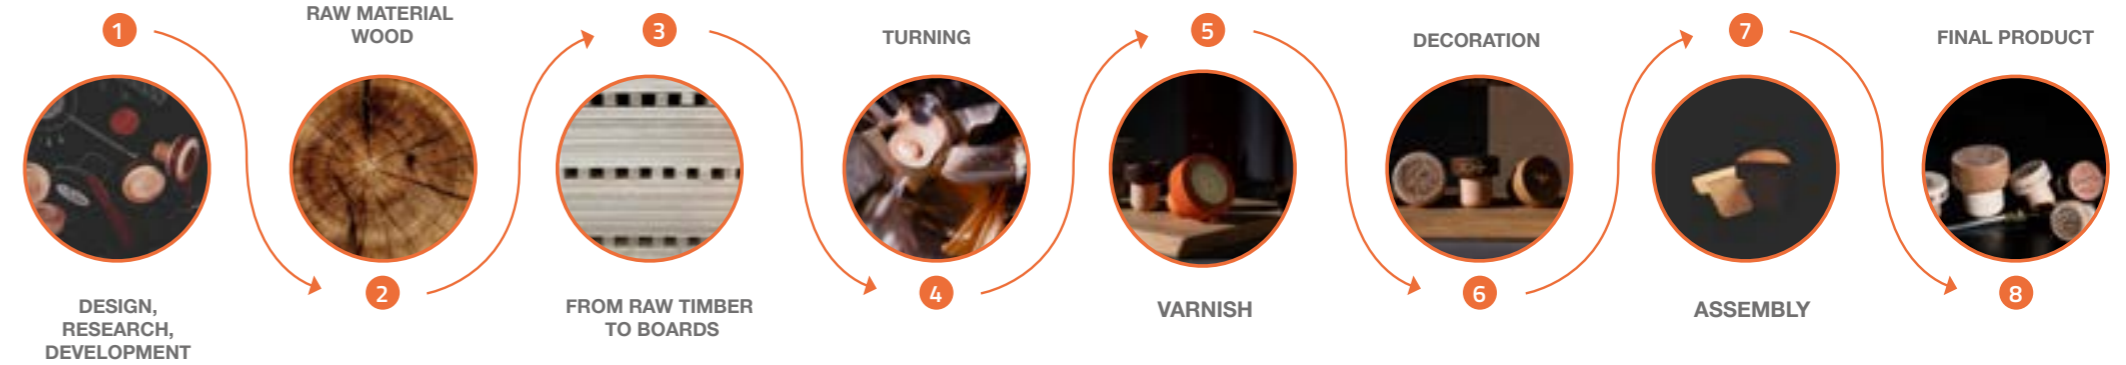 1
DESIGN,
RESEARCH,
DEVELOPMENT
RAW MATERIAL
WOOD
2
3
FROM RAW TIMBER
TO BOARDS
TURNING
4
5
VARNISH
DECORATION
6
7
ASSEMBLY
FINAL PRODUCT
8